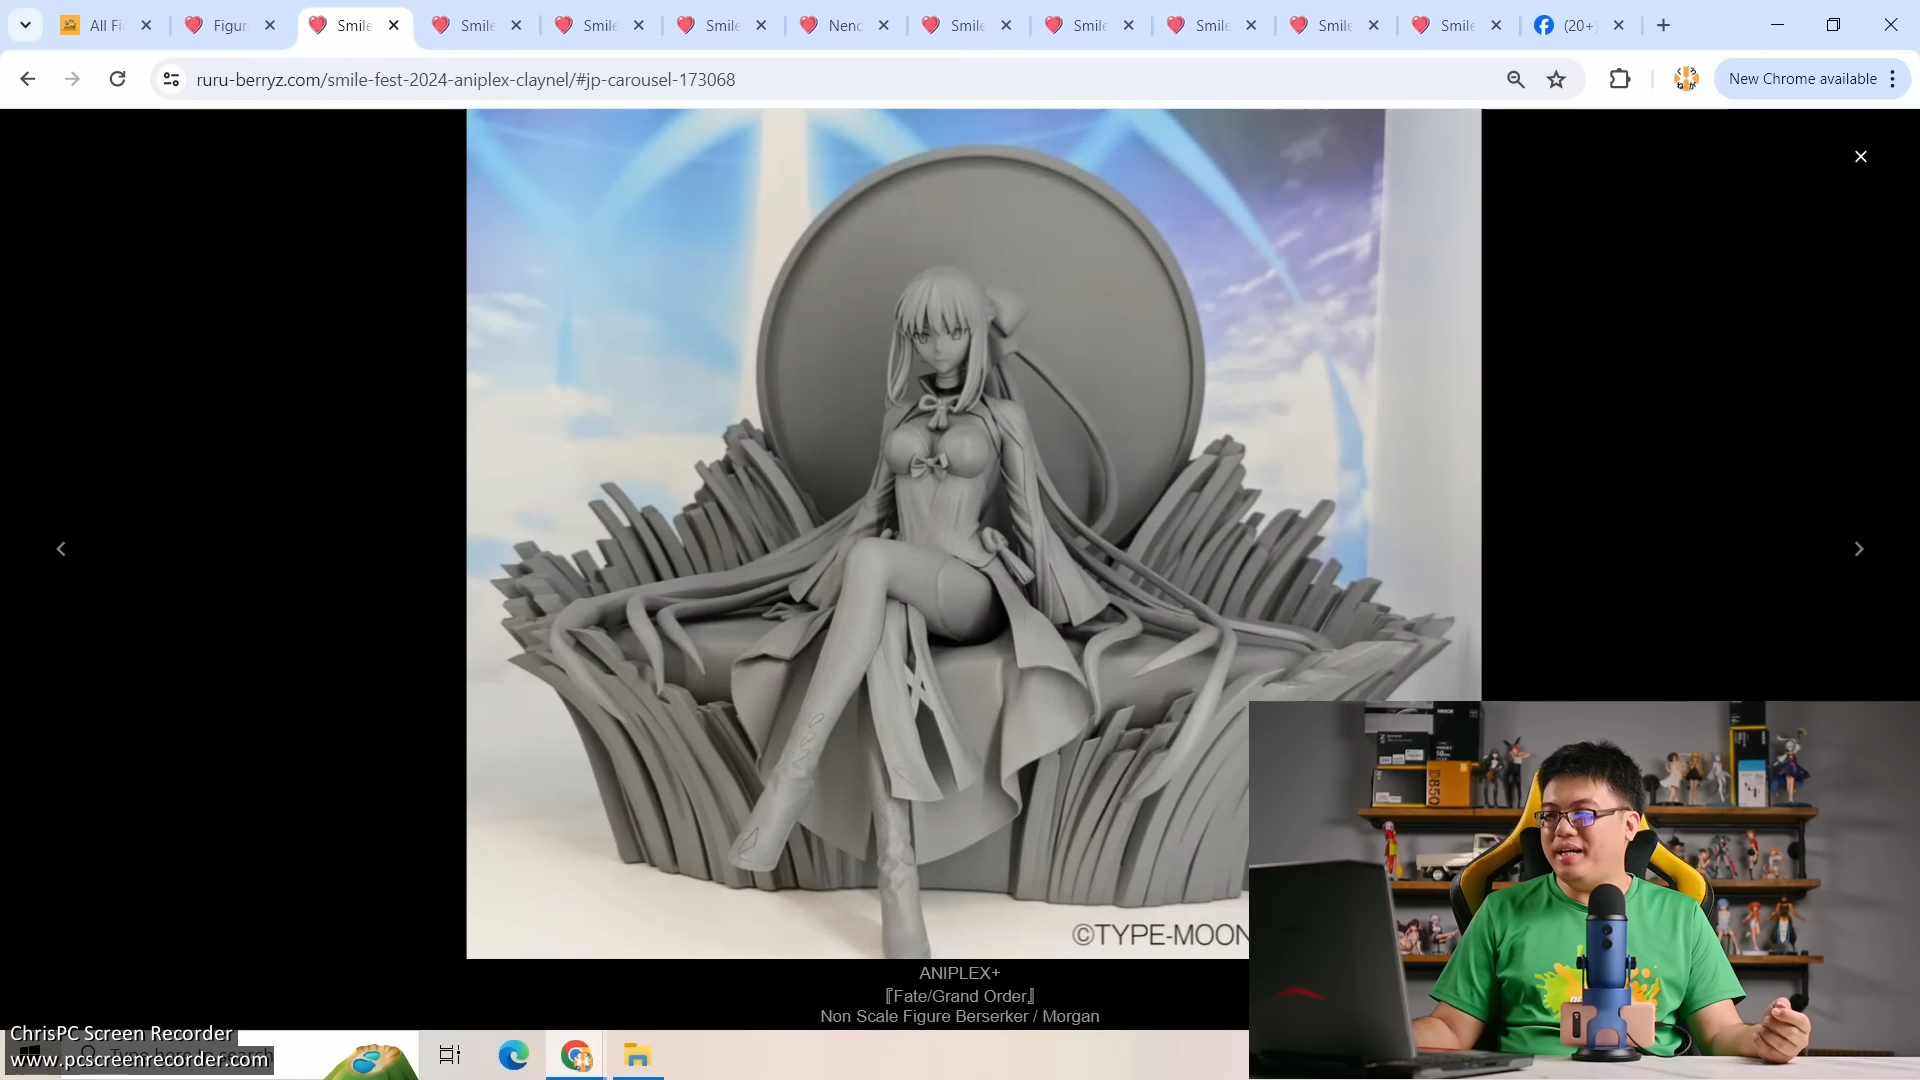 All Fi
Figur
Smile
Smile
Smile
Smile
Nend
Smile
Smile
Smile
Smile
Smile
(20+)
ruru-berryz.com/smile-fest-2024-aniplex-claynel/#jp-carousel-173068
New Chrome available
©TYPE-MOON
ANIPLEX+
『Fate/Grand Order』
Non Scale Figure Berserker / Morgan
D850
ChrisPC Screen Recorder
www.pcscreenrecorder.com